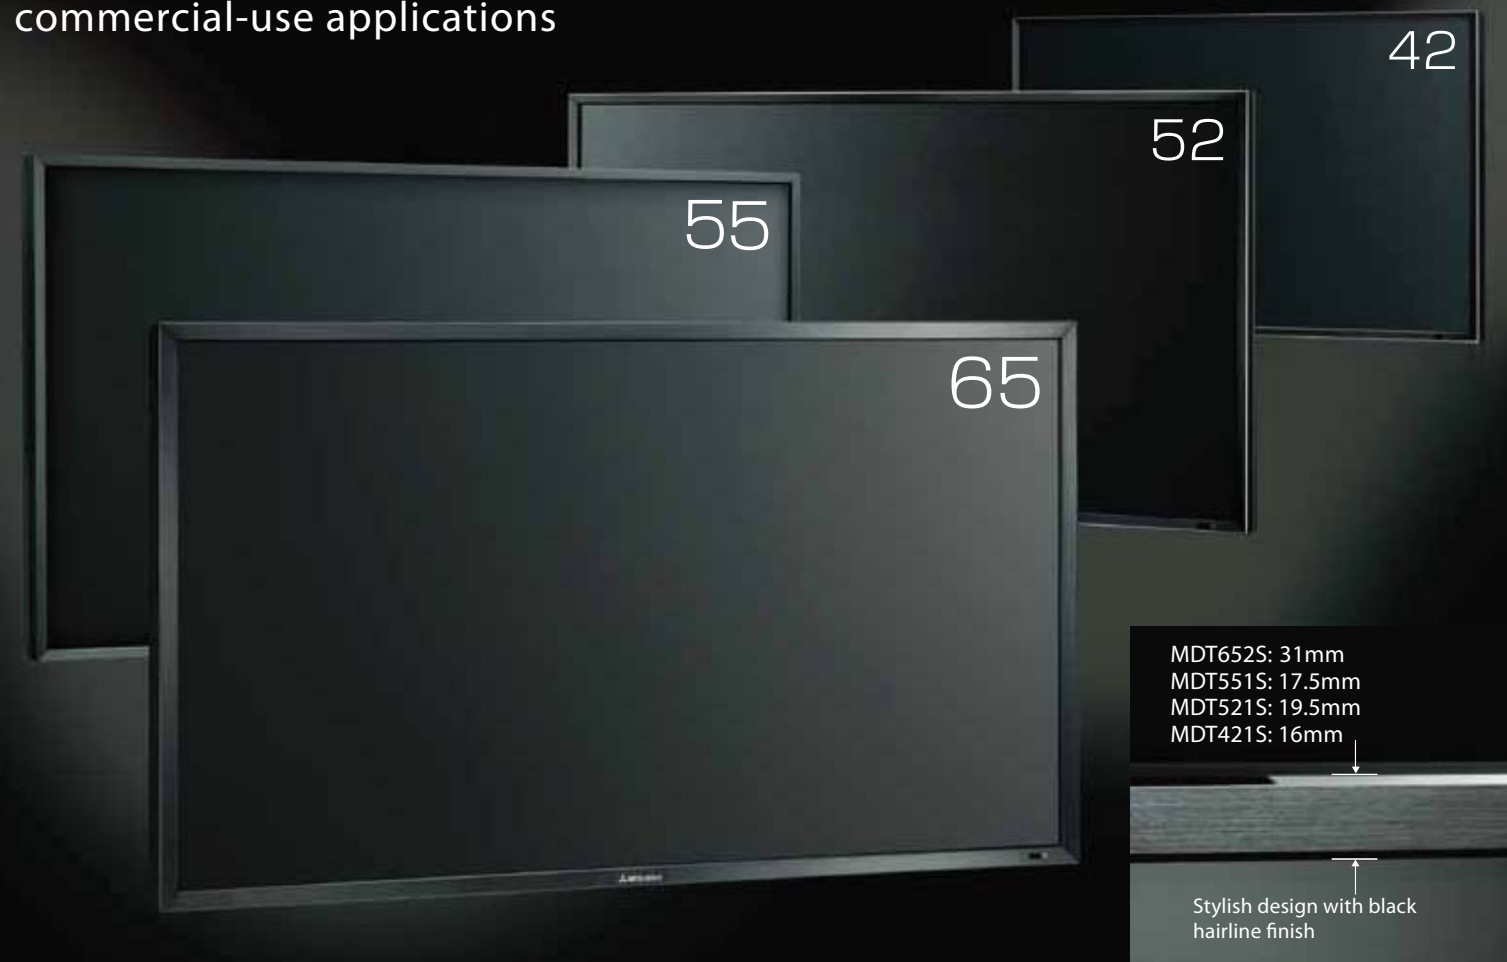 commercial-use applications
42
52
55
65
MDT652S: 31mm
MDT551S: 17.5mm
MDT521S: 19.5mm
MDT421S: 16mm
Stylish design with black
hairline finish